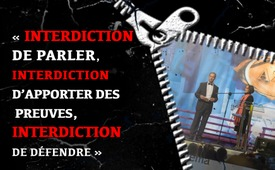 « INTERDICTION
DE PARLER,
INTERDICTION
D'APPORTER DES
PREUVES,
INTERDICTION
DE DÉFENDRE »